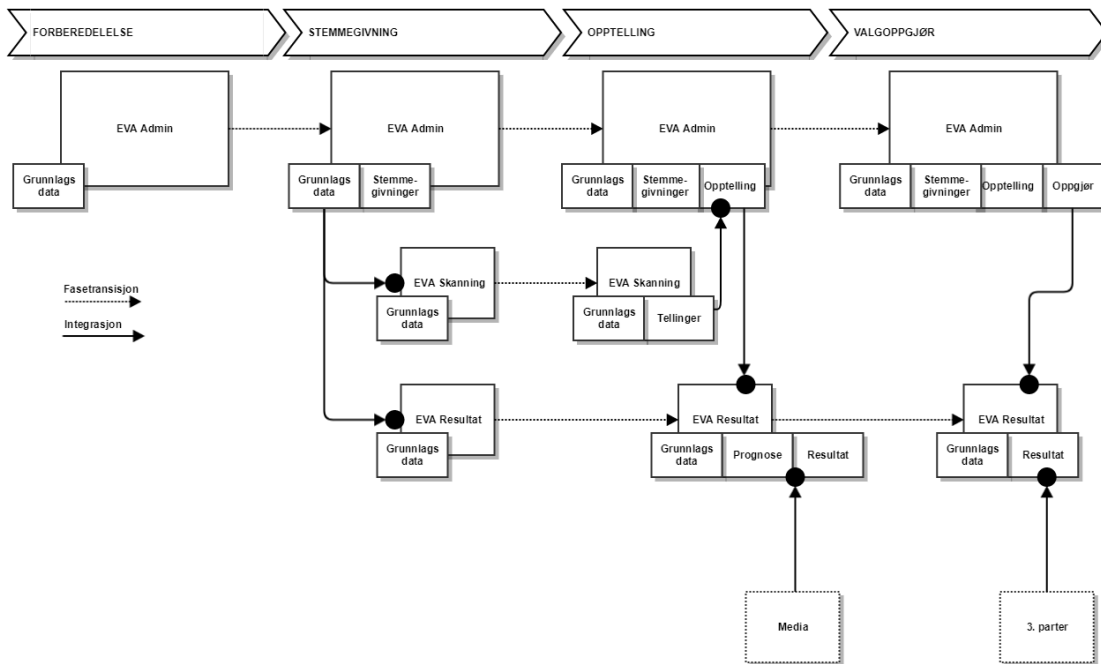 FORBEREDELELSE
STEMMEGIVNING
OPPTELLING
VALGOPPGJØR
EVA Admin
Grunnlags
data
EVA Admin
Grunnlags
data
Stemme-
givninger
EVA Admin
Grunnlags
data
Stemme-
givninger
Opptelling
EVA Admin
Grunnlags
data
Stemme-
givninger
Opptelling
Oppgjør
Fasetransisjon
Integrasjon
EVA Skanning
Grunnlags
data
EVA Skanning
Grunnlags
data
Tellinger
EVA Resultat
Grunnlags
data
EVA Resultat
Grunnlags
data
Prognose
Resultat
EVA Resultat
Grunnlags
data
Resultat
Media
3. parter